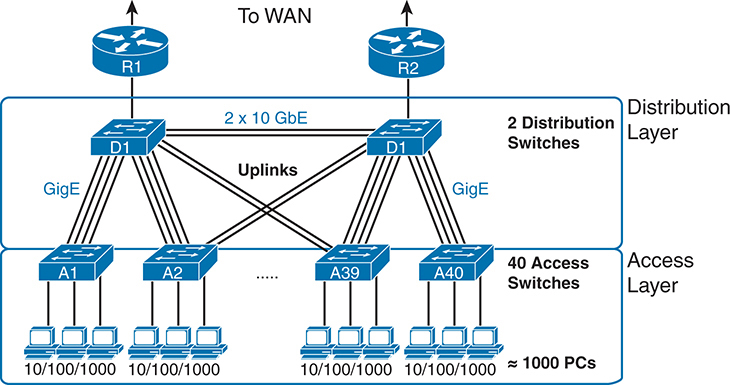 To WAN
R1
R2
2 x 10 GbE
D1
D1
2 Distribution
Switches
Distribution
Layer
Uplinks
GigE
GigE
A1
A2
.....
A39
A40
40 Access
Switches
Access
Layer
10/100/1000
10/100/1000
10/100/1000
10/100/1000
≈ 1000 PCs